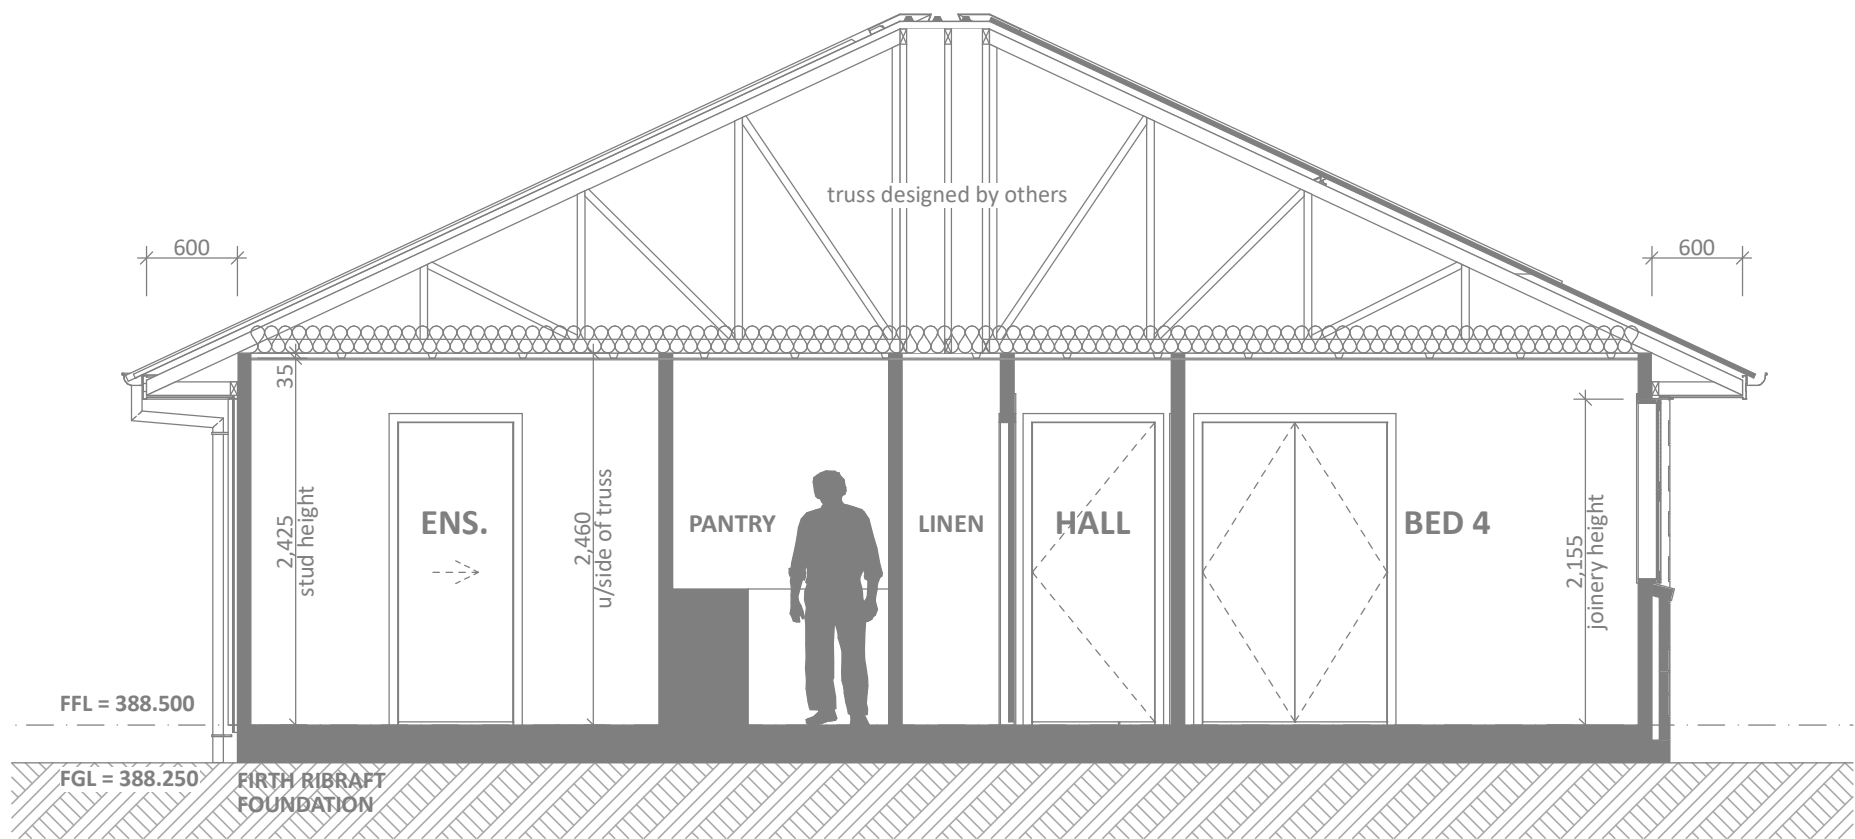 truss designed by others
600
600
35
2,425
stud height
ENS.
2,460
u/side of truss
PANTRY
LINEN
HALL
BED 4
2,155
joinery height
FFL = 388.500
FGL = 388.250
FIRTH RIBRAFT
FOUNDATION